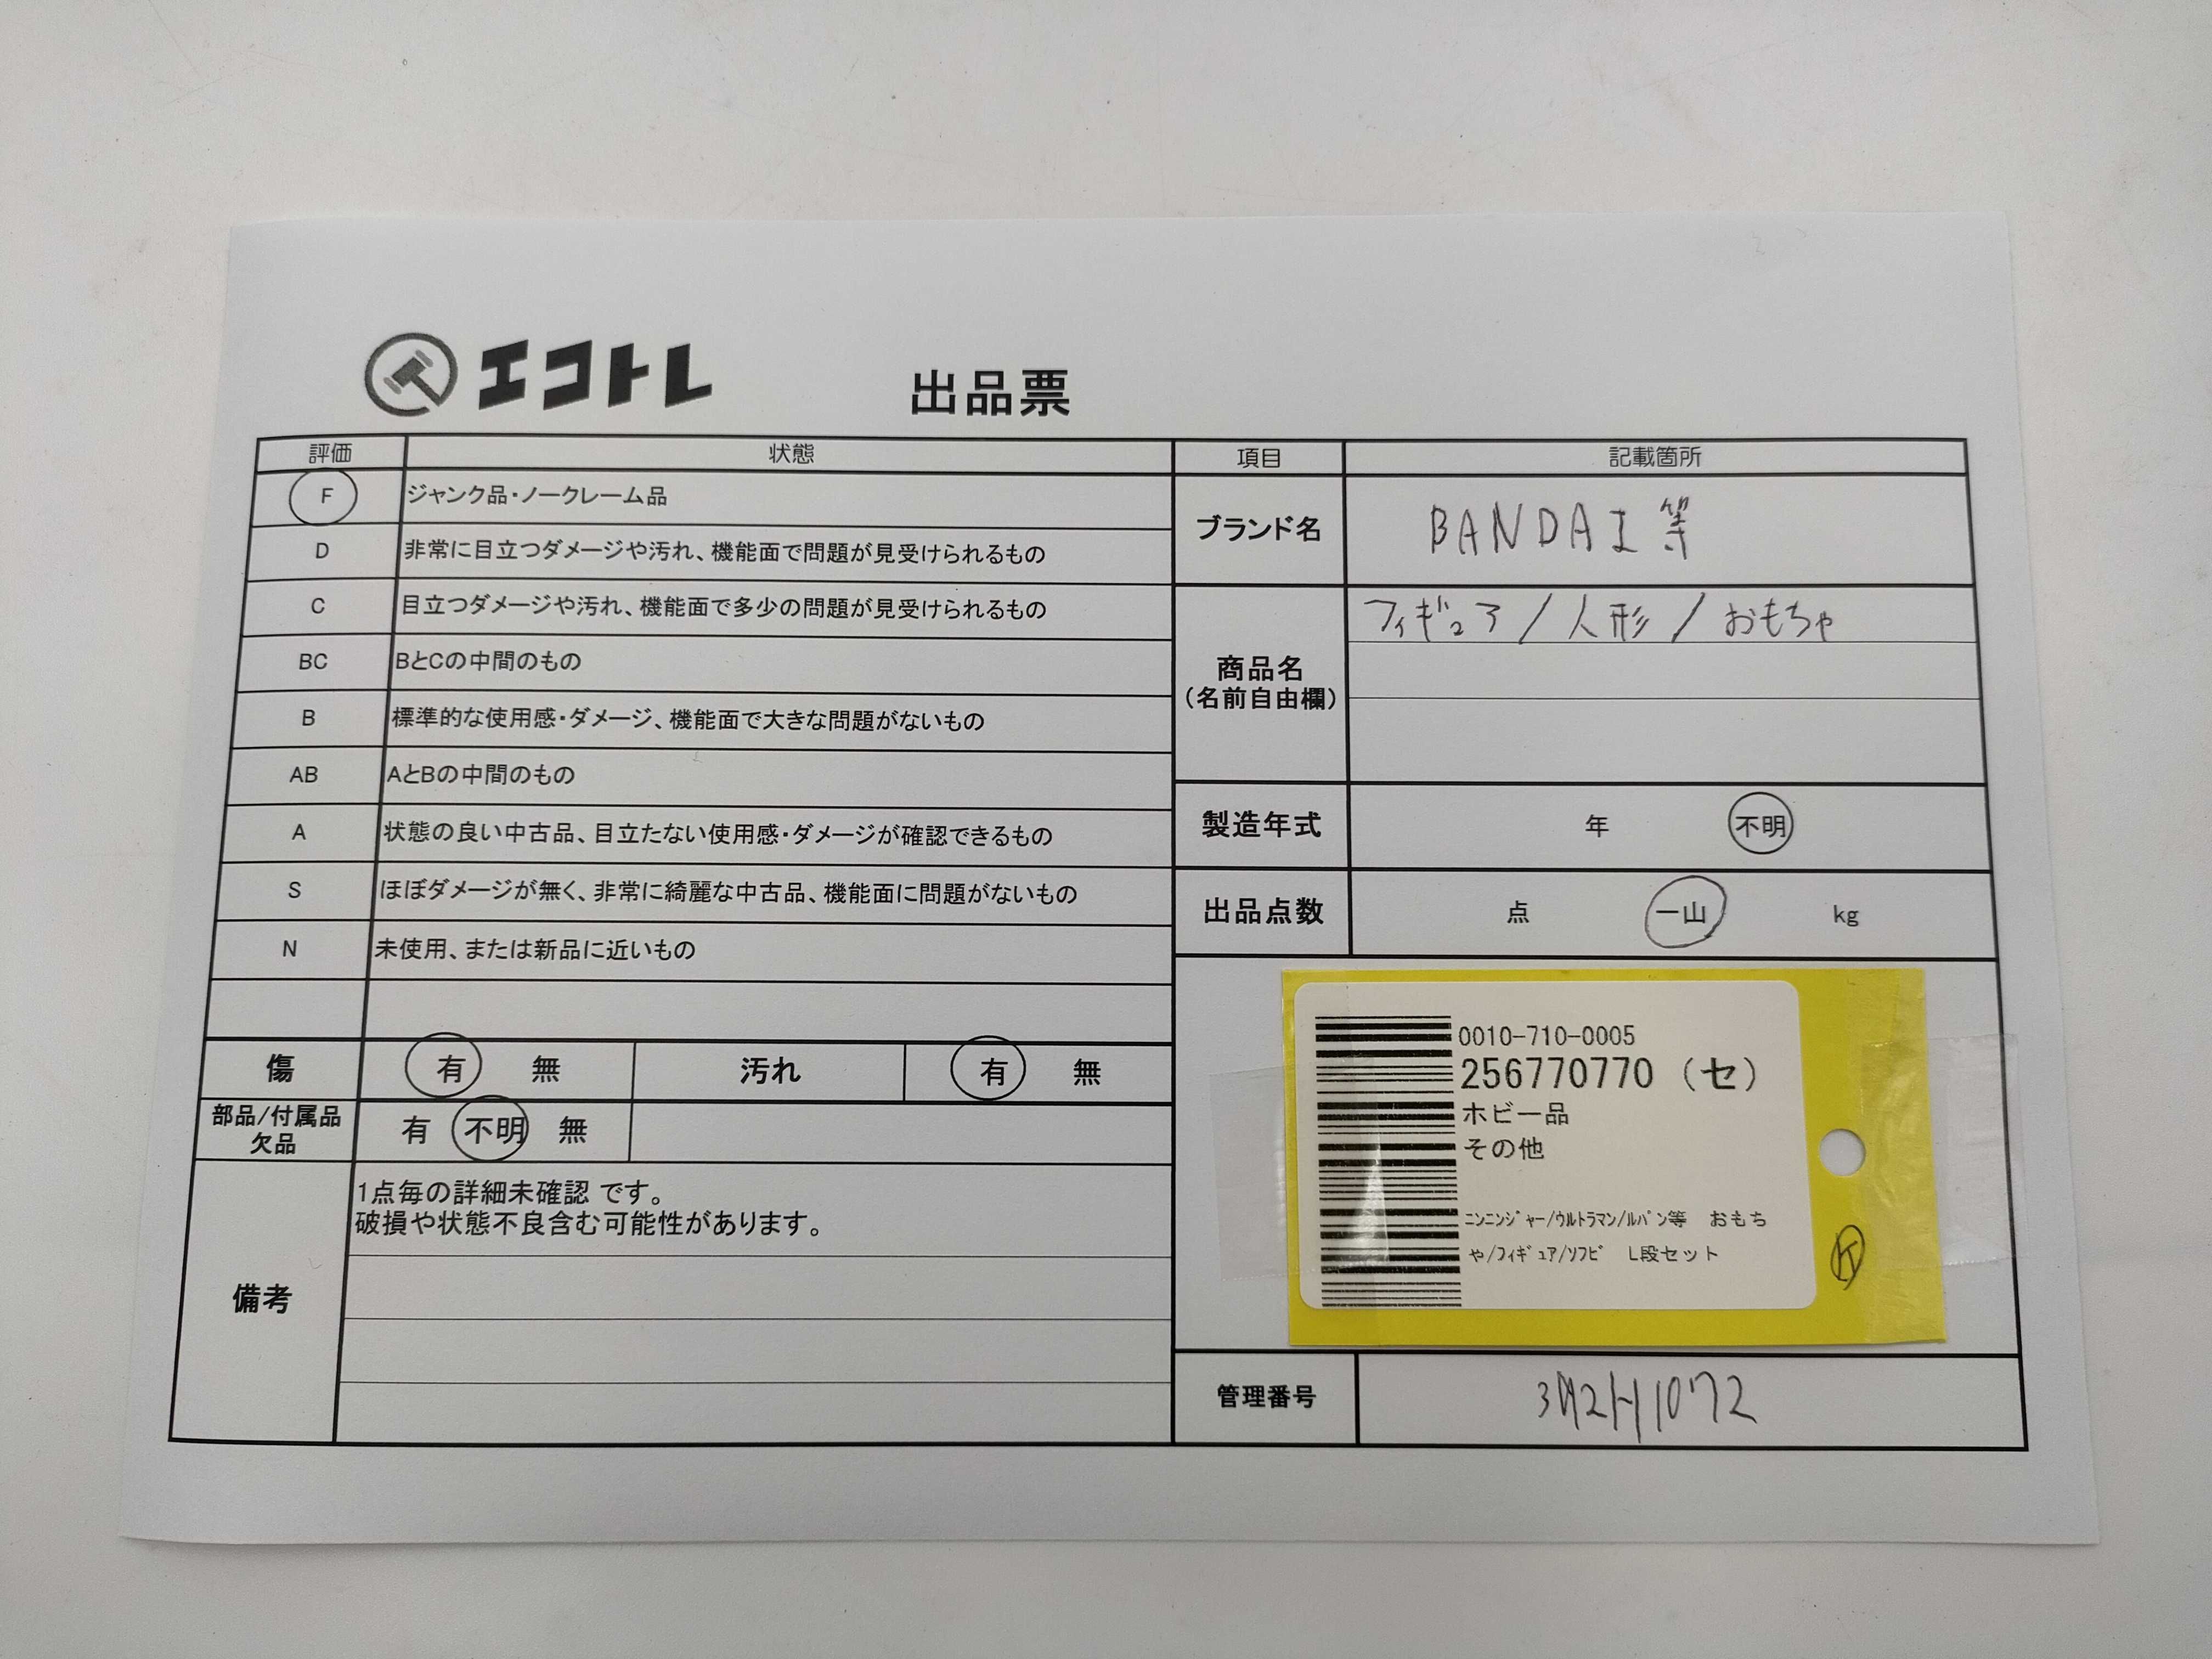 エコトレ 出品票
評価 状態
F ジャンク品・ノークレーム品
D 非常に目立つダメージや汚れ、機能面で問題が見受けられるもの
C 目立つダメージや汚れ、機能面で多少の問題が見受けられるもの
BC BとCの中間のもの
B 標準的な使用感・ダメージ、機能面で大きな問題がないもの
AB AとBの中間のもの
A 状態の良い中古品、目立たない使用感・ダメージが確認できるもの
S ほぼダメージが無く、非常に綺麗な中古品、機能面に問題がないもの
N 未使用、または新品に近いもの
傷 有 無 汚れ 有 無
部品/付属品
欠品 有 不明 無
備考
1点毎の詳細未確認 です。
破損や状態不良含む可能性があります。
項目 記載箇所
ブランド名 BANDAI等
商品名
(名前自由欄)
フィギュア/人形/おもちゃ
製造年式 年 不明
出品点数 点 一山 kg
0010-710-0005
256770770 (セ)
ホビー品
その他
ﾆﾝﾆﾝｼﾞｬｰ/ｳﾙﾄﾗﾏﾝ/ﾙﾊﾟﾝ等 おもち
ゃ/ﾌｨｷﾞｭｱ/ｿﾌﾋﾞ L段セット
管理番号